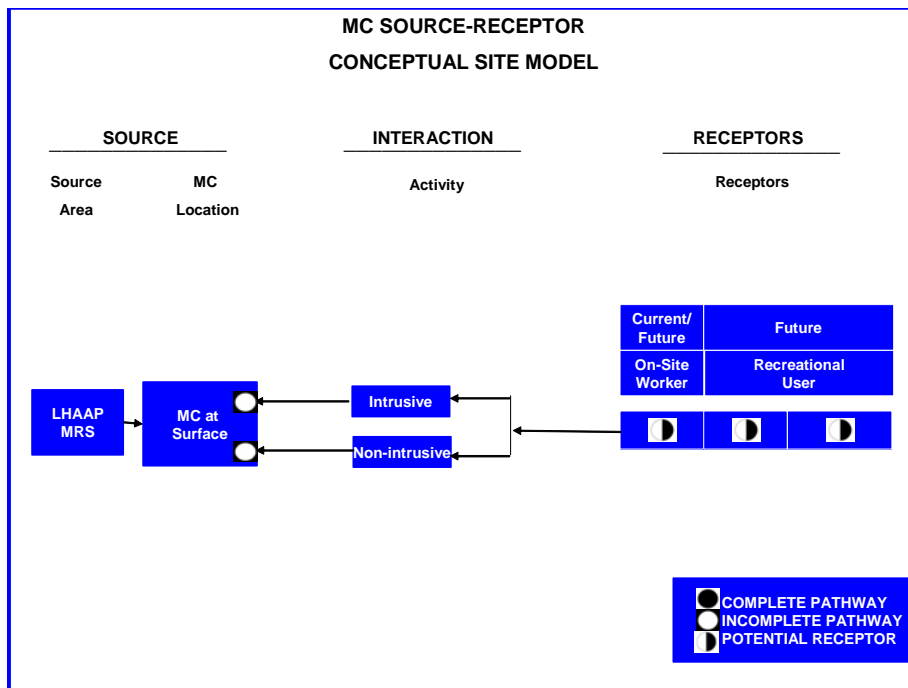 MC SOURCE-RECEPTOR
CONCEPTUAL SITE MODEL
SOURCE
INTERACTION
RECEPTORS
Source
Area
MC
Location
Activity
Receptors
Current/
Future
Future
On-Site
Worker
Recreational
User
LHAAP
MRS
MC at
Surface
Intrusive
Non-intrusive
COMPLETE PATHWAY
INCOMPLETE PATHWAY
POTENTIAL RECEPTOR